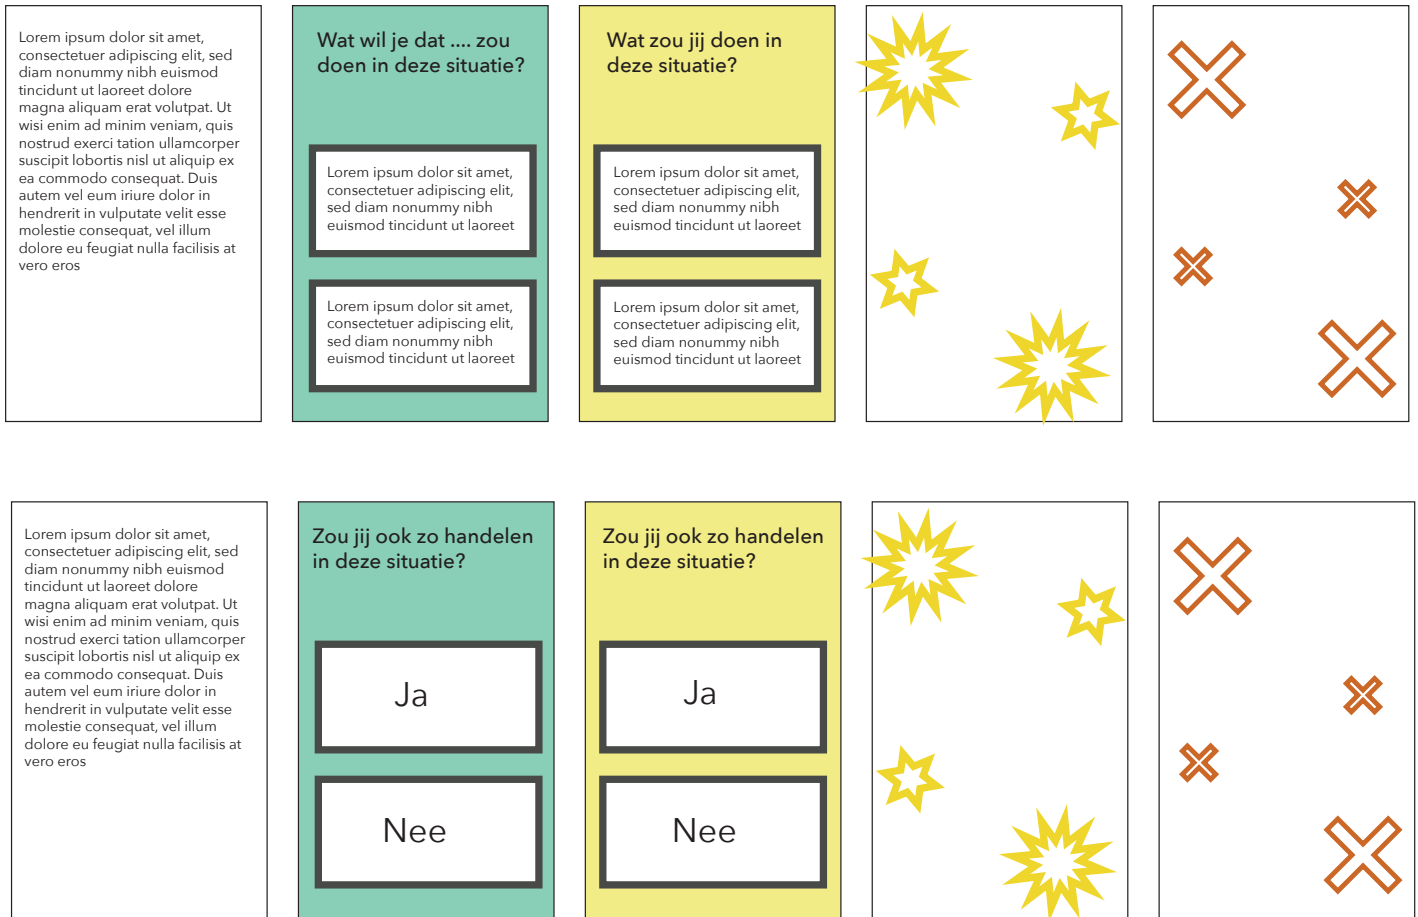 Lorem ipsum dolor sit amet,
consectetuer adipiscing elit, sed
diam nonummy nibh euismod
tincidunt ut laoreet dolore
magna aliquam erat volutpat. Ut
wisi enim ad minim veniam, quis
nostrud exerci tation ullamcorper
suscipit lobortis nisl ut aliquip ex
ea commodo consequat. Duis
autem vel eum iriure dolor in
hendrerit in vulputate velit esse
molestie consequat, vel illum
dolore eu feugiat nulla facilisis at
vero eros
Wat wil je dat .... zou
doen in deze situatie?
Lorem ipsum dolor sit amet,
consectetuer adipiscing elit,
sed diam nonummy nibh
euismod tincidunt ut laoreet
Lorem ipsum dolor sit amet,
consectetuer adipiscing elit,
sed diam nonummy nibh
euismod tincidunt ut laoreet
Wat zou jij doen in
deze situatie?
Lorem ipsum dolor sit amet,
consectetuer adipiscing elit,
sed diam nonummy nibh
euismod tincidunt ut laoreet
Lorem ipsum dolor sit amet,
consectetuer adipiscing elit,
sed diam nonummy nibh
euismod tincidunt ut laoreet
Lorem ipsum dolor sit amet,
consectetuer adipiscing elit, sed
diam nonummy nibh euismod
tincidunt ut laoreet dolore
magna aliquam erat volutpat. Ut
wisi enim ad minim veniam, quis
nostrud exerci tation ullamcorper
suscipit lobortis nisl ut aliquip ex
ea commodo consequat. Duis
autem vel eum iriure dolor in
hendrerit in vulputate velit esse
molestie consequat, vel illum
dolore eu feugiat nulla facilisis at
vero eros
Zou jij ook zo handelen
in deze situatie?
Ja
Nee
Zou jij ook zo handelen
in deze situatie?
Ja
Nee